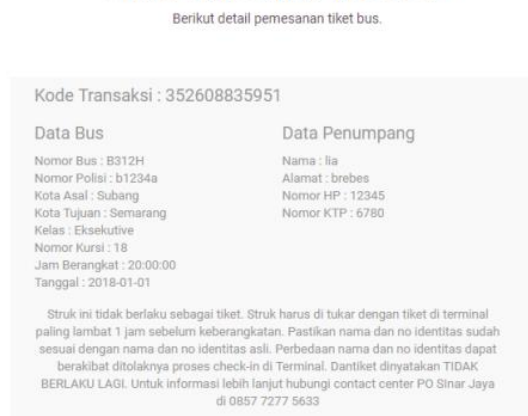 Berikut detail pemesanan tiket bus.
Kode Transaksi : 352608835951
Data Bus
Nomor Bus : B312H
Nomor Polisi : b1234a
Kota Asal : Subang
Kota Tujuan : Semarang
Kelas : Eksekutive
Nomor Kursi : 18
Jam Berangkat : 20:00:00
Tanggal : 2018-01-01
Data Penumpang
Nama : lia
Alamat : brebes
Nomor HP : 12345
Nomor KTP : 6780
Struk ini tidak berlaku sebagai tiket. Struk harus di tukar dengan tiket di terminal
paling lambat 1 jam sebelum keberangkatan. Pastikan nama dan no identitas sudah
sesuai dengan nama dan no identitas asli. Perbedaan nama dan no identitas dapat
berakibat ditolaknya proses check-in di Terminal. Dantiket dinyatakan TIDAK
BERLAKU LAGI. Untuk informasi lebih lanjut hubungi contact center PO SInar Jaya
di 0857 7277 5633